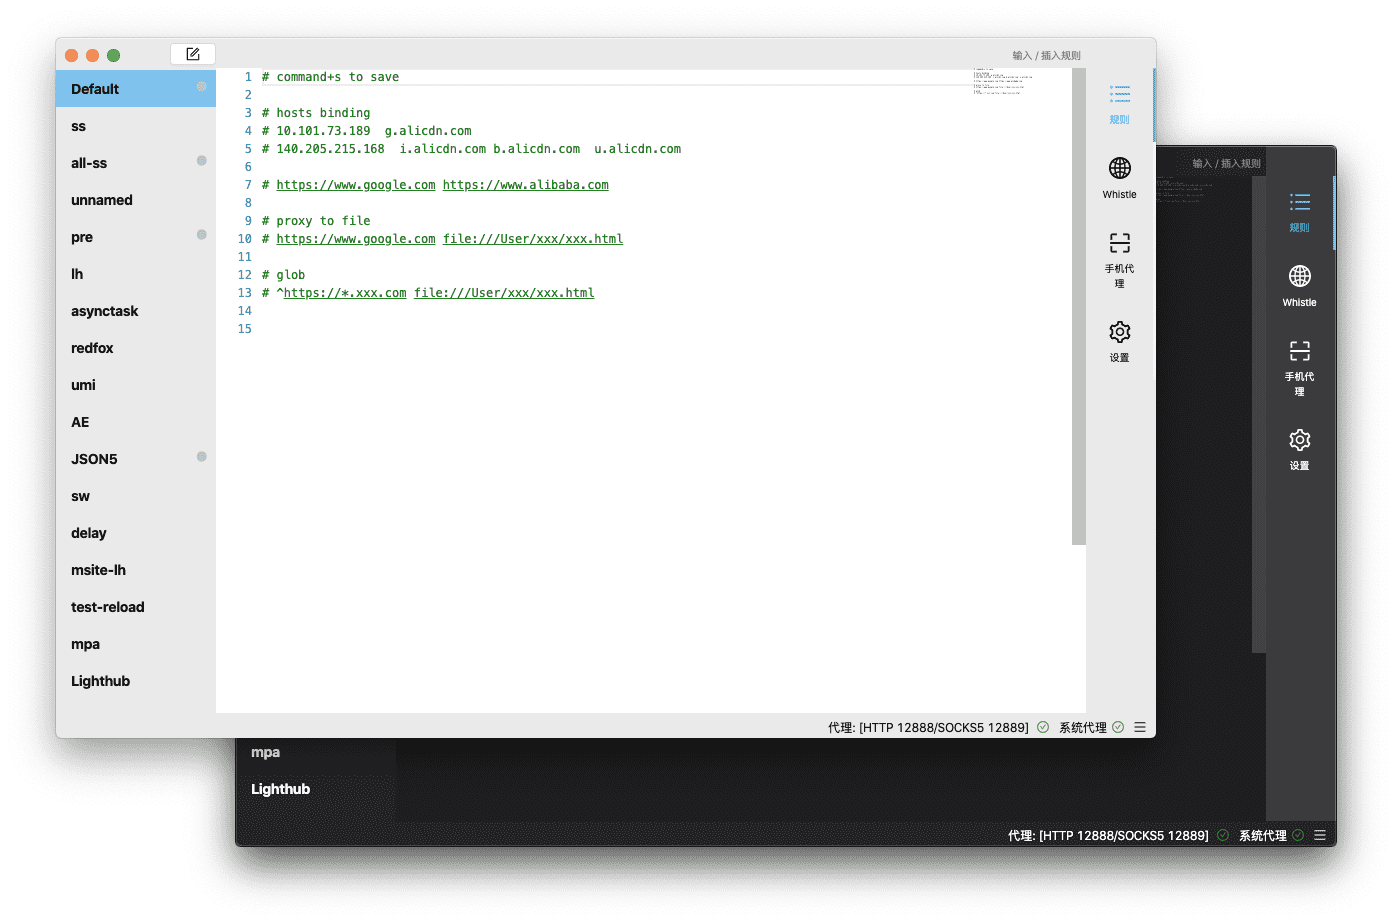 输入 / 插入规则
Default
ss
all-ss
unnamed
pre
lh
asynctask
redfox
umi
AE
JSON5
sw
delay
msite-lh
test-reload
mpa
Lighthub
1 # command+s to save
2
3 # hosts binding
4 # 10.101.73.189  g.alicdn.com
5 # 140.205.215.168  i.alicdn.com b.alicdn.com  u.alicdn.com
6
7 # https://www.google.com https://www.alibaba.com
8
9 # proxy to file
10 # https://www.google.com file:///User/xxx/xxx.html
11
12 # glob
13 # ^https://*.xxx.com file:///User/xxx/xxx.html
14
15
规则
Whistle
手机代
理
设置
代理: [HTTP 12888/SOCKS5 12889] 系统代理
输入 / 插入规则
规则
Whistle
手机代
理
设置
mpa
Lighthub
代理: [HTTP 12888/SOCKS5 12889] 系统代理